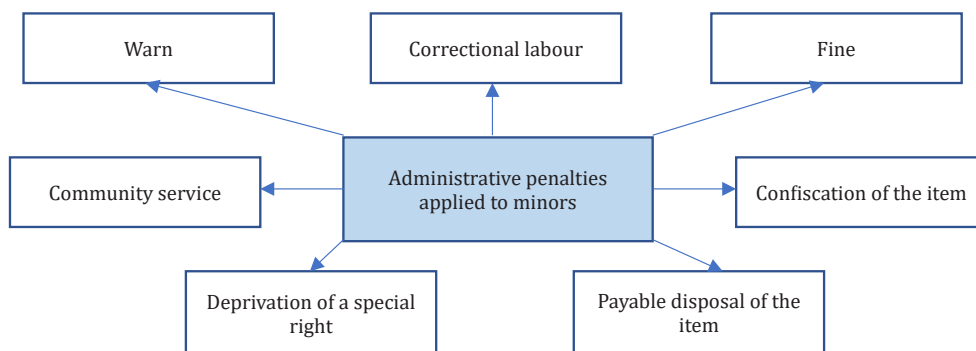 Warn
Correctional labour
Fine
Community service
Administrative penalties
applied to minors
Confiscation of the item
Deprivation of a special
right
Payable disposal of the
item